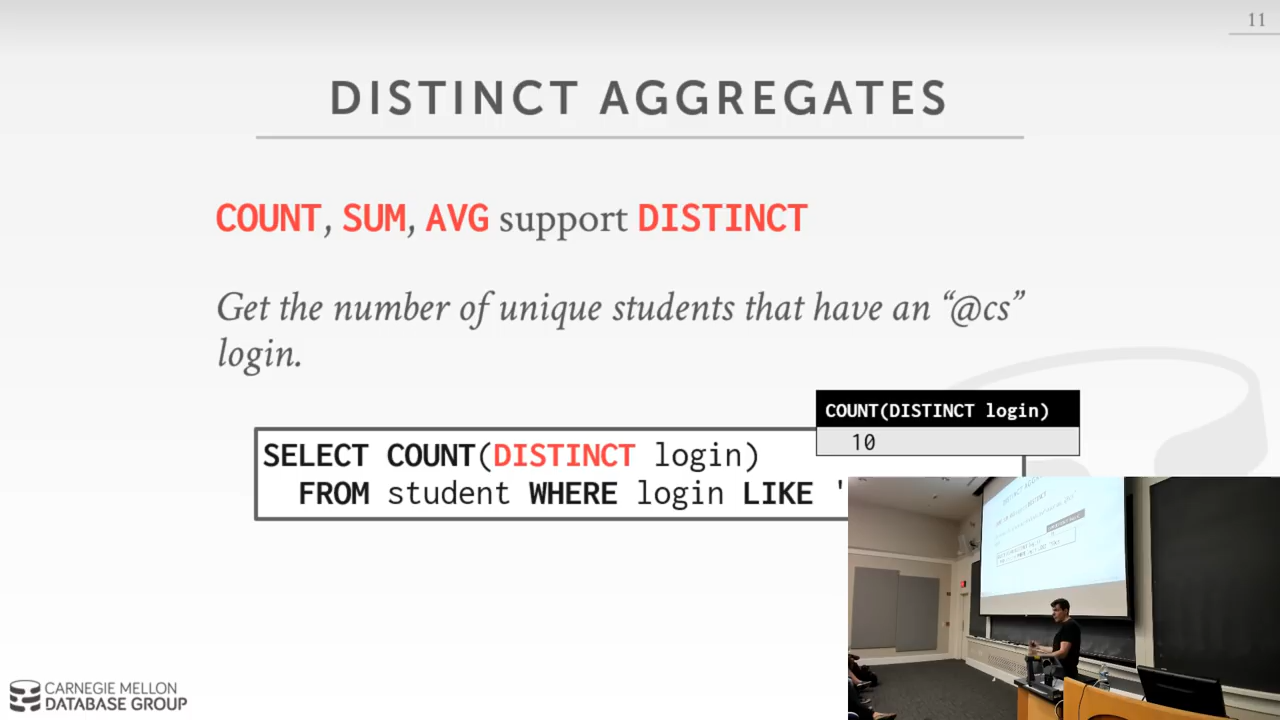 11
DISTINCT AGGREGATES
COUNT, SUM, AVG support DISTINCT
Get the number of unique students that have an “@cs”
login.
COUNT(DISTINCT login)
10
SELECT COUNT(DISTINCT login)
FROM student WHERE login LIKE '
CARNEGIE MELLON
DATABASE GROUP